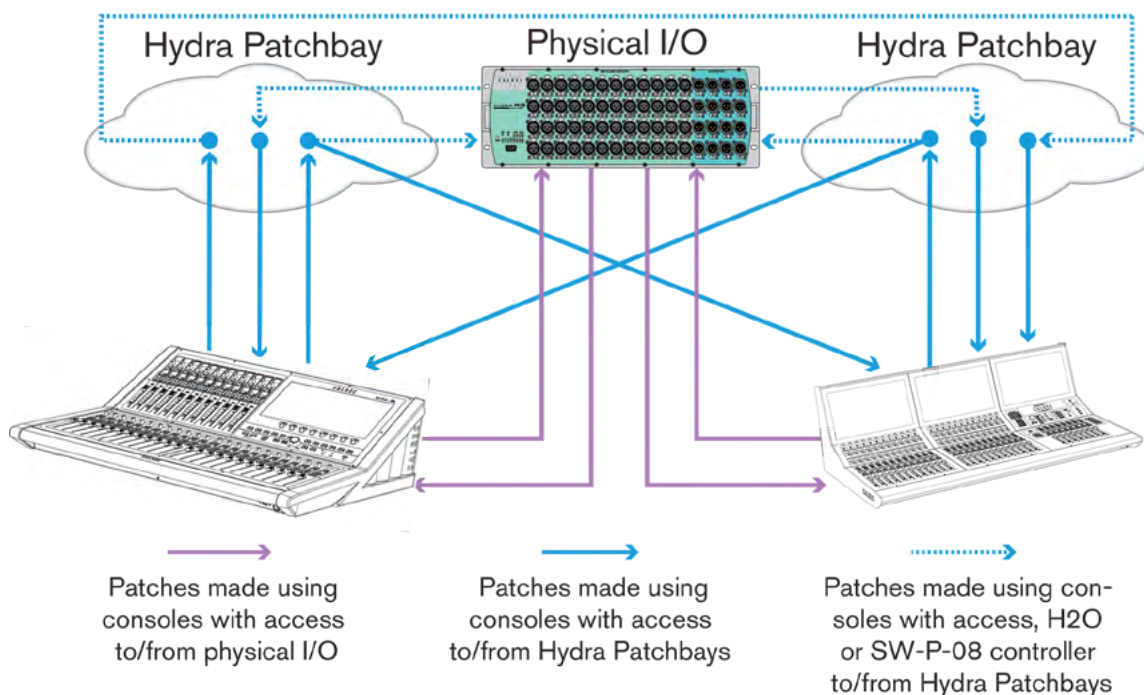 Hydra Patchbay
Physical I/O
Hydra Patchbay
Patches made using
consoles with access
to/from physical I/O
Patches made using
consoles with access
to/from Hydra Patchbays
Patches made using con-
soles with access, H2O
or SW-P-08 controller
to/from Hydra Patchbays